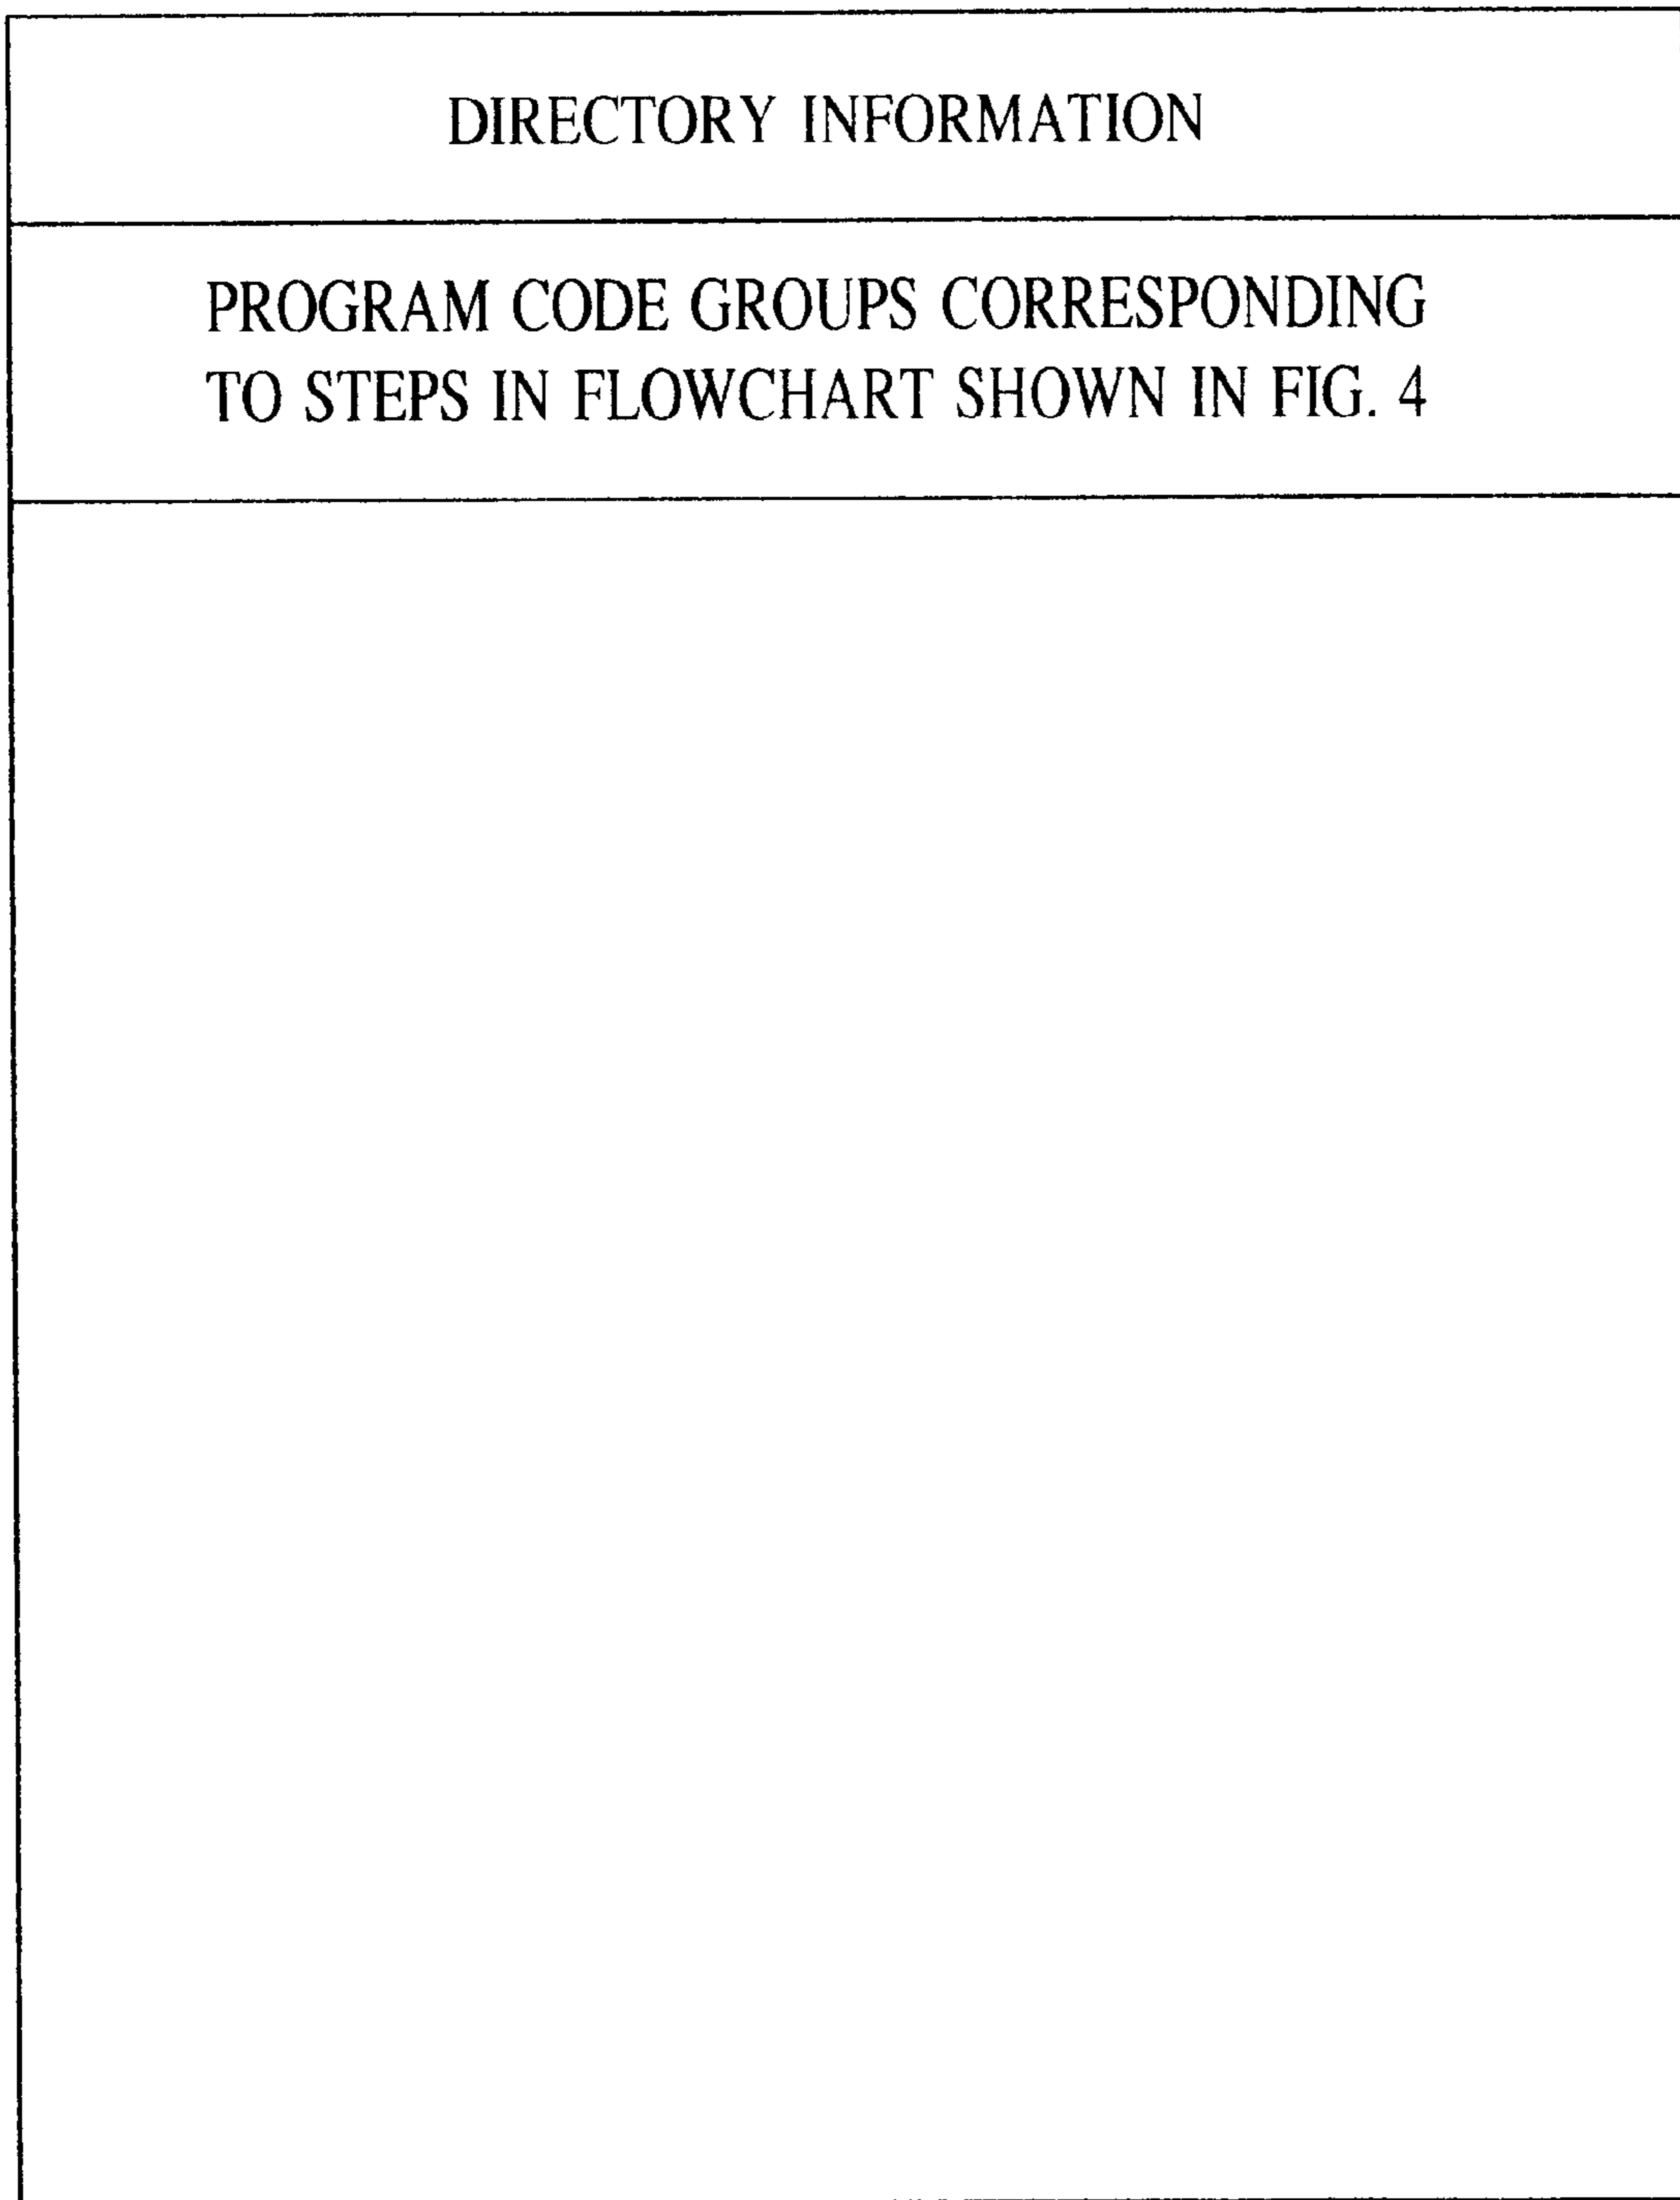 DIRECTORY INFORMATION
PROGRAM CODE GROUPS CORRESPONDING
TO STEPS IN FLOWCHART SHOWN IN FIG. 4